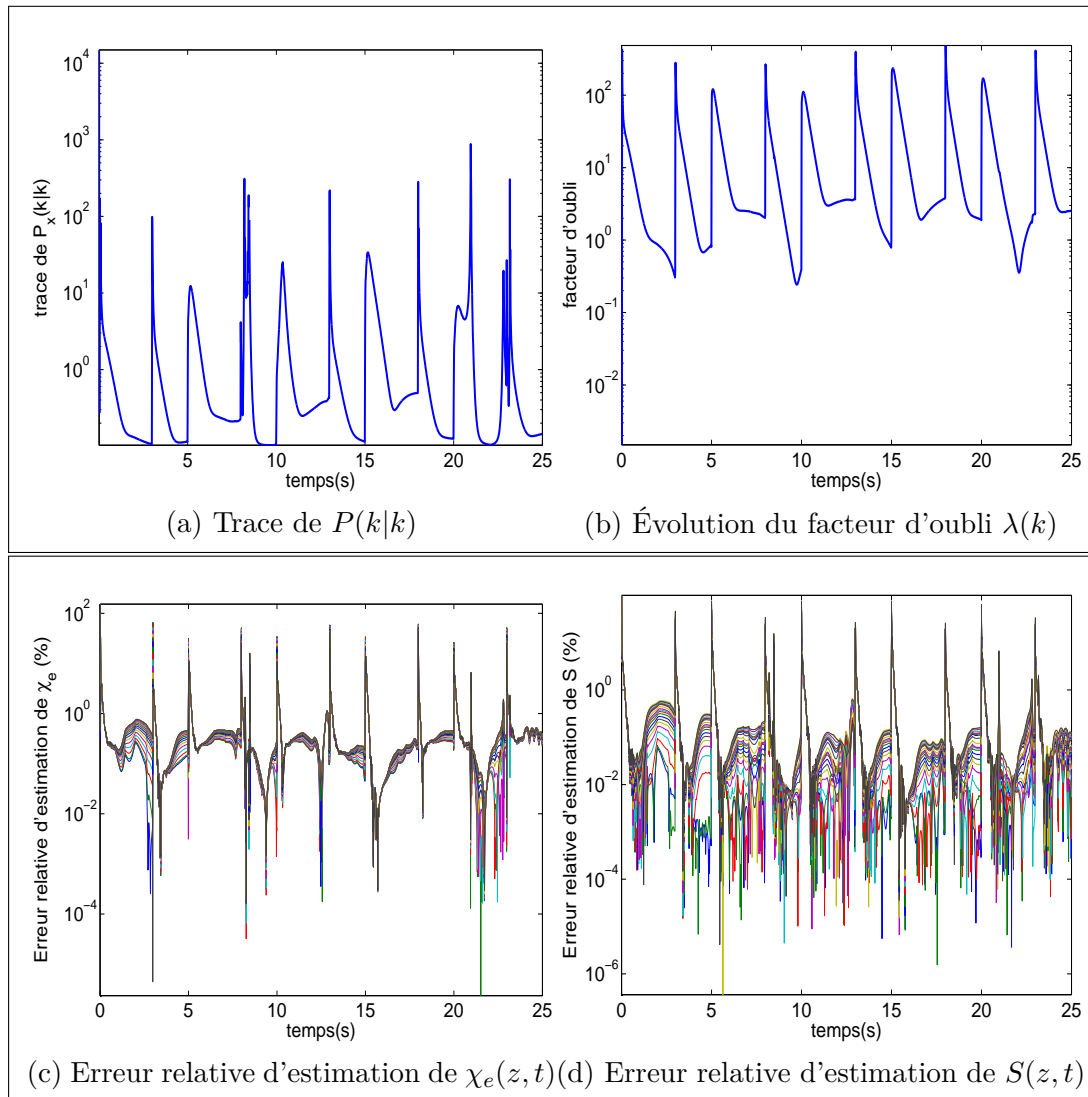 10^4
10^3
10^2
10^1
10^0
trace de P_x(k|k)
5 10 15 20 25
temps(s)
(a) Trace de P(k|k)
10^2
10^1
10^0
10^−1
10^−2
facteur d'oubli
0 5 10 15 20 25
temps(s)
(b) Évolution du facteur d'oubli λ(k)
10^2
10^0
10^−2
10^−4
Erreur relative d'estimation de χ_e (%)
0 5 10 15 20 25
temps(s)
(c) Erreur relative d'estimation de χ_e(z, t)
10^0
10^−2
10^−4
10^−6
Erreur relative d'estimation de S (%)
0 5 10 15 20 25
temps(s)
(d) Erreur relative d'estimation de S(z, t)